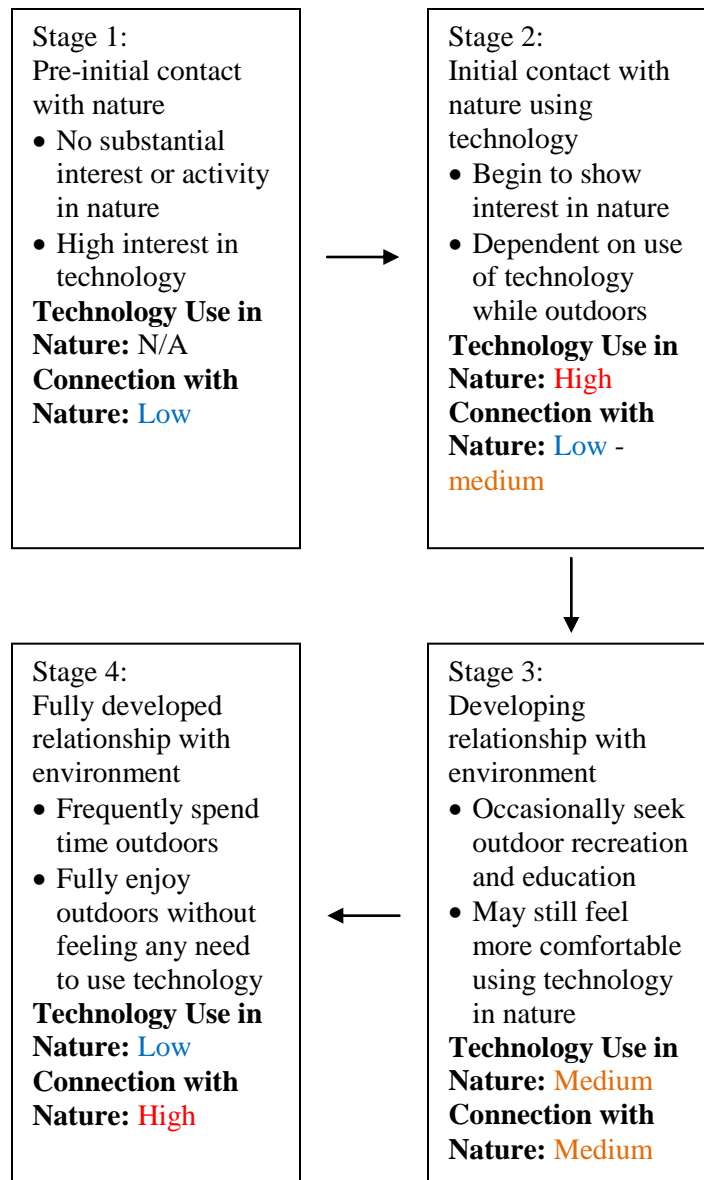 Stage 1:
Pre-initial contact
with nature
• No substantial
interest or activity
in nature
• High interest in
technology
Technology Use in
Nature: N/A
Connection with
Nature: Low
Stage 2:
Initial contact with
nature using
technology
• Begin to show
interest in nature
• Dependent on use
of technology
while outdoors
Technology Use in
Nature: High
Connection with
Nature: Low -
medium
Stage 3:
Developing
relationship with
environment
• Occasionally seek
outdoor recreation
and education
• May still feel
more comfortable
using technology
in nature
Technology Use in
Nature: Medium
Connection with
Nature: Medium
Stage 4:
Fully developed
relationship with
environment
• Frequently spend
time outdoors
• Fully enjoy
outdoors without
feeling any need
to use technology
Technology Use in
Nature: Low
Connection with
Nature: High